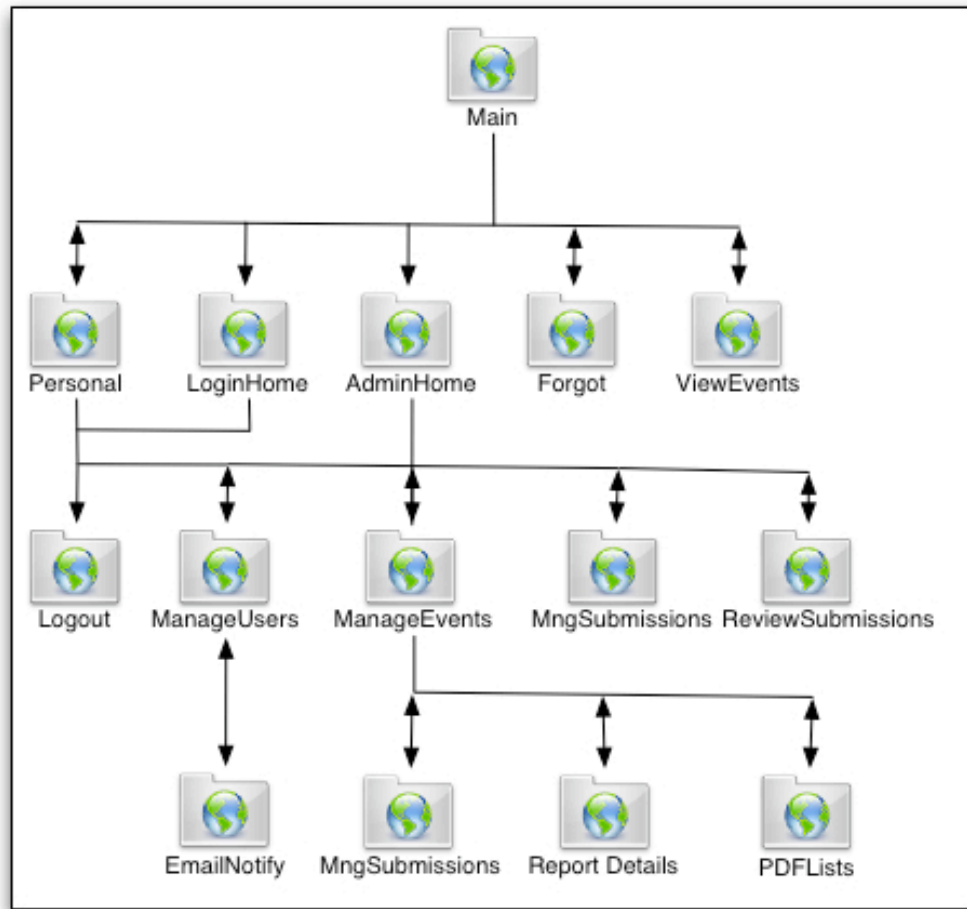 Main
Personal
LoginHome
AdminHome
Forgot
ViewEvents
Logout
ManageUsers
ManageEvents
MngSubmissions
ReviewSubmissions
EmailNotify
MngSubmissions
Report Details
PDFLists